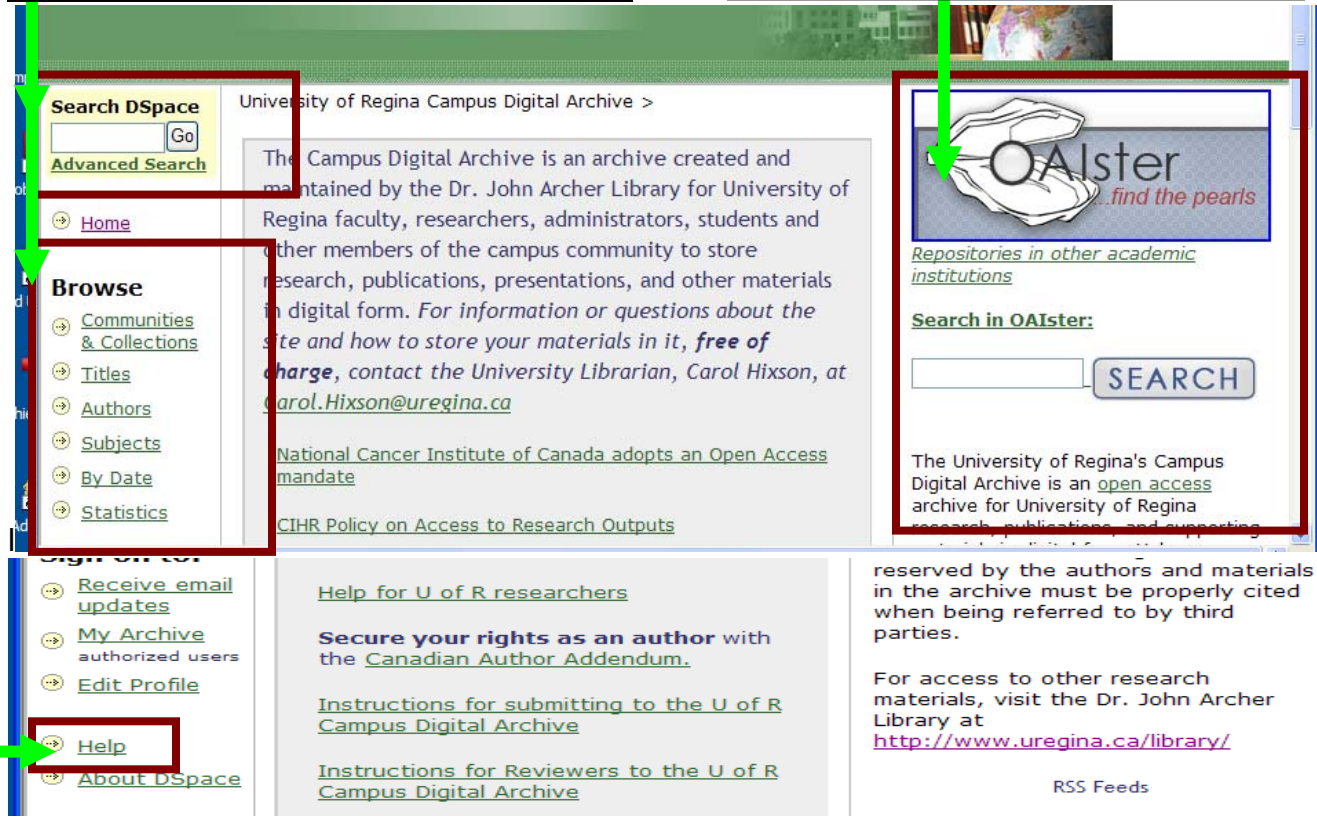 Search DSpace
Go
Advanced Search
Home
Browse
Communities
& Collections
Titles
Authors
Subjects
By Date
Statistics
University of Regina Campus Digital Archive >
The Campus Digital Archive is an archive created and
maintained by the Dr. John Archer Library for University of
Regina faculty, researchers, administrators, students and
other members of the campus community to store
research, publications, presentations, and other materials
in digital form. For information or questions about the
site and how to store your materials in it, free of
charge, contact the University Librarian, Carol Hixson, at
Carol.Hixson@uregina.ca
National Cancer Institute of Canada adopts an Open Access
mandate
CIHR Policy on Access to Research Outputs
OAIster
...find the pearls
Repositories in other academic
institutions
Search in OAIster:
SEARCH
The University of Regina's Campus
Digital Archive is an open access
archive for University of Regina
research, publications, and supporting
Sign on to:
Receive email
updates
My Archive
authorized users
Edit Profile
Help
About DSpace
Help for U of R researchers
Secure your rights as an author with
the Canadian Author Addendum.
Instructions for submitting to the U of R
Campus Digital Archive
Instructions for Reviewers to the U of R
Campus Digital Archive
reserved by the authors and materials
in the archive must be properly cited
when being referred to by third
parties.
For access to other research
materials, visit the Dr. John Archer
Library at
http://www.uregina.ca/library/
RSS Feeds